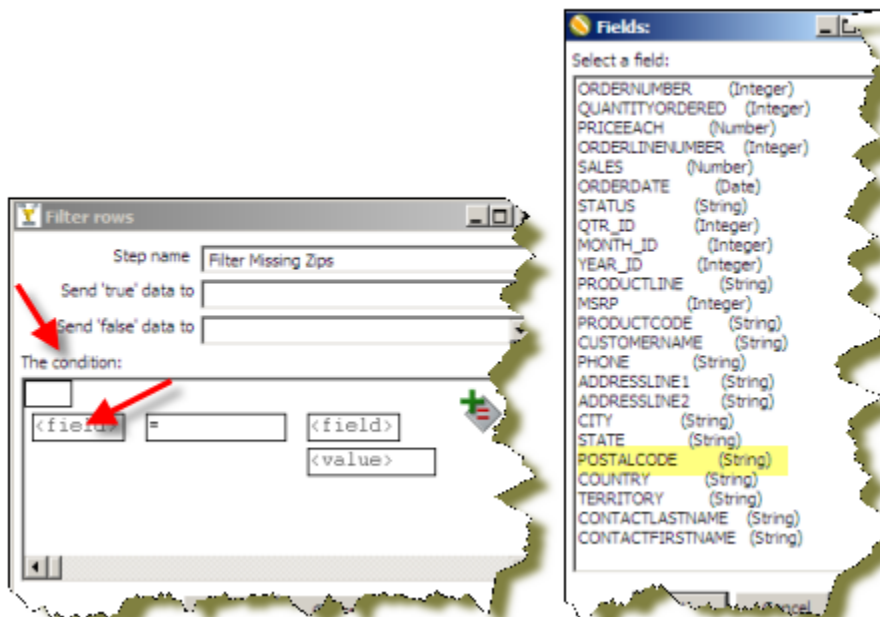 Filter rows
Step name Filter Missing Zips
Send 'true' data to
Send 'false' data to
The condition:
<field> = <field>
<value>
Fields:
Select a field:
ORDERNUMBER (Integer)
QUANTITYORDERED (Integer)
PRICEEACH (Number)
ORDERLINENUMBER (Integer)
SALES (Number)
ORDERDATE (Date)
STATUS (String)
QTR_ID (Integer)
MONTH_ID (Integer)
YEAR_ID (Integer)
PRODUCTLINE (String)
MSRP (Integer)
PRODUCTCODE (String)
CUSTOMERNAME (String)
PHONE (String)
ADDRESSLINE1 (String)
ADDRESSLINE2 (String)
CITY (String)
STATE (String)
POSTALCODE (String)
COUNTRY (String)
TERRITORY (String)
CONTACTLASTNAME (String)
CONTACTFIRSTNAME (String)
Cancel